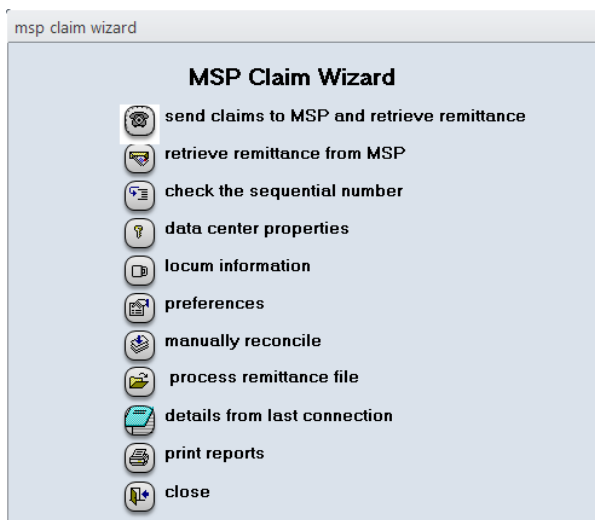 msp claim wizard
MSP Claim Wizard
send claims to MSP and retrieve remittance
retrieve remittance from MSP
check the sequential number
data center properties
locum information
preferences
manually reconcile
process remittance file
details from last connection
print reports
close